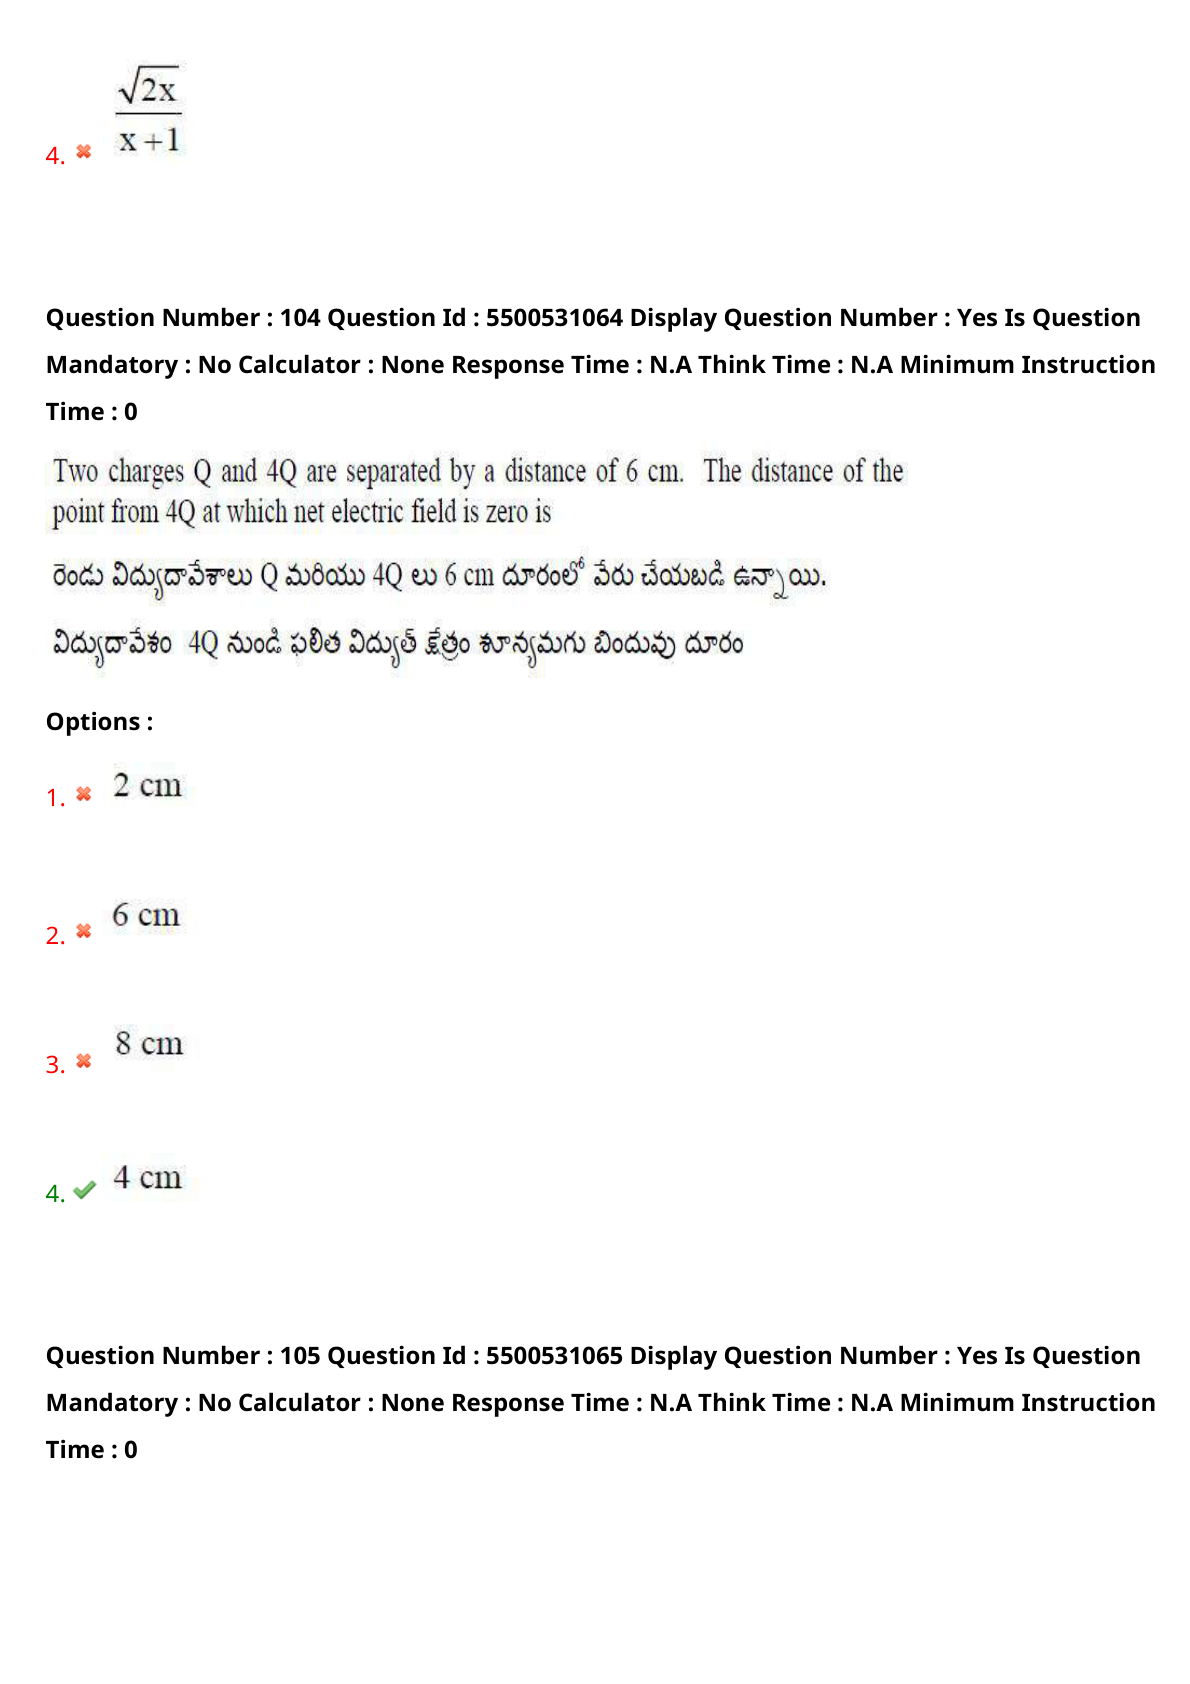 √2x
x+1
4.
Question Number : 104 Question Id : 5500531064 Display Question Number : Yes Is Question
Mandatory : No Calculator : None Response Time : N.A Think Time : N.A Minimum Instruction
Time : 0
Two charges Q and 4Q are separated by a distance of 6 cm. The distance of the
point from 4Q at which net electric field is zero is
రెండు విద్యుదావేశాలు Q మరియు 4Q లు 6 cm దూరంలో వేరు చేయబడి ఉన్నాయి.
విద్యుదావేశం 4Q నుండి ఫలిత విద్యుత్ క్షేత్రం శూన్యమగు బిందువు దూరం
Options :
1. 2 cm
2. 6 cm
3. 8 cm
4. 4 cm
Question Number : 105 Question Id : 5500531065 Display Question Number : Yes Is Question
Mandatory : No Calculator : None Response Time : N.A Think Time : N.A Minimum Instruction
Time : 0